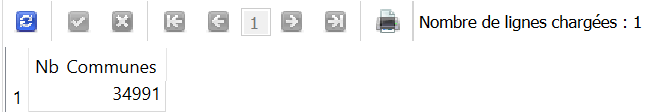 1
Nombre de lignes chargées : 1
Nb Communes
1 34991